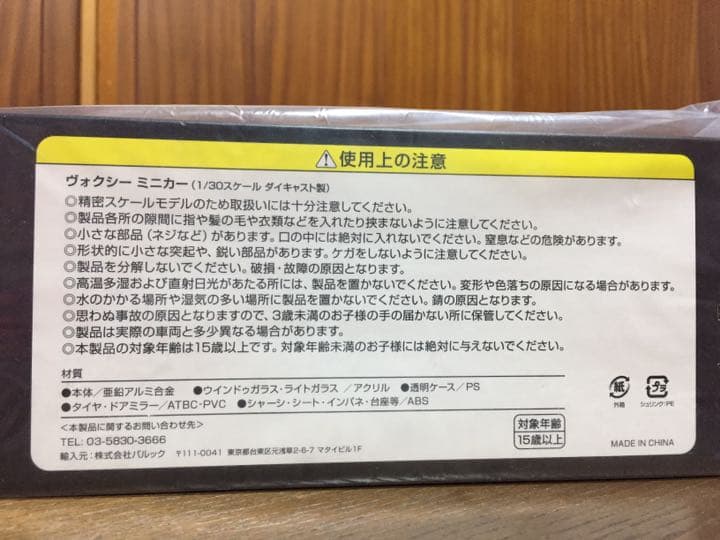 ⚠使用上の注意
ヴォクシー ミニカー(1/30スケール ダイキャスト製)
◎精密スケールモデルのため取扱いには十分注意してください。
◎製品各所の隙間に指や髪の毛や衣類などを入れたり挟まないように注意してください。
◎小さな部品(ネジなど)があります。口の中には絶対に入れないでください。窒息などの危険があります。
◎形状的に小さな突起や、鋭い部品があります。ケガをしないように注意してください。
◎製品を分解しないでください。破損・故障の原因となります。
◎高温多湿および直射日光があたる所には、製品を置かないでください。変形や色落ちの原因になる場合があります。
◎水のかかる場所や湿気の多い場所に製品を置かないでください。錆の原因となります。
◎思わぬ事故の原因となりますので、3歳未満のお子様の手の届かない所に保管してください。
◎製品は実際の車両と多少異なる場合があります。
◎本製品の対象年齢は15歳以上です。対象年齢未満のお子様には絶対に与えないでください。
材質
●本体/亜鉛アルミ合金 ●ウインドゥガラス・ライトガラス /アクリル ●透明ケース/PS
●タイヤ・ドアミラー/ATBC-PVC ●シャーシ・シート・インパネ・台座等/ABS
紙 外箱
プラ シュリンク:PE
<本製品に関するお問い合わせ先>
TEL: 03-5830-3666
輸入元:株式会社バルック 〒111-0041 東京都台東区元浅草2-6-7 マタイビル1F
対象年齢
15歳以上
MADE IN CHINA